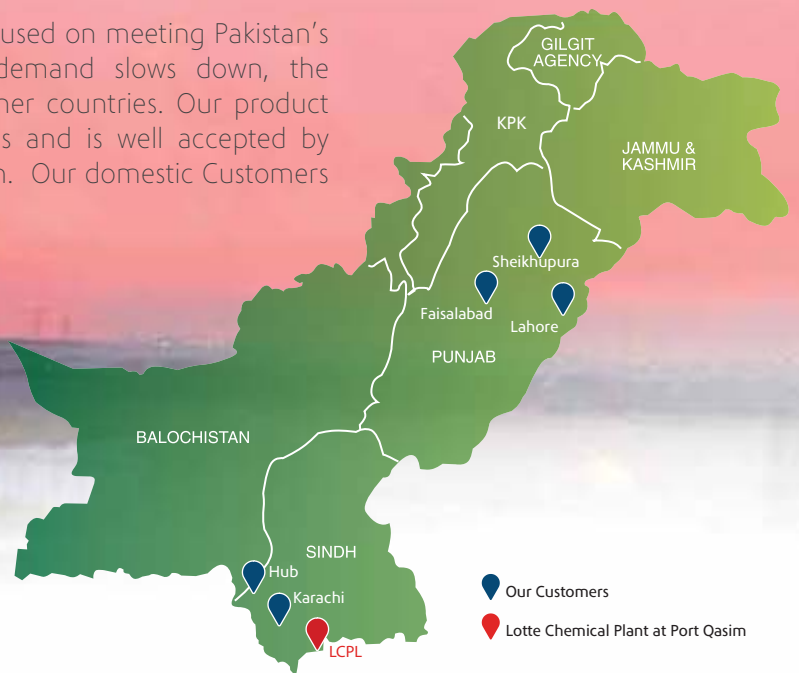 used on meeting Pakistan's
demand slows down, the
ner countries. Our product
s and is well accepted by
n. Our domestic Customers
GILGIT
AGENCY
KPK
JAMMU &
KASHMIR
Sheikhupura
Faisalabad
Lahore
PUNJAB
BALOCHISTAN
SINDH
Hub
Karachi
LCPL
Our Customers
Lotte Chemical Plant at Port Qasim